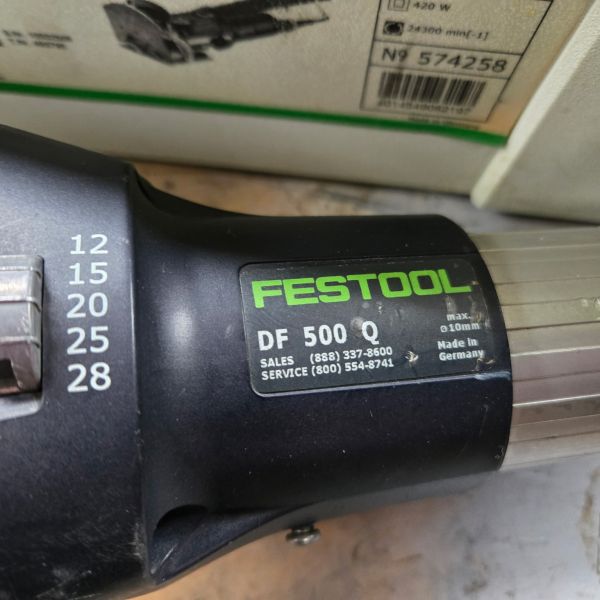 420 W
24300 min[-1]
Nº 574258
12
15
20
25
28
FESTOOL
DF 500 Q
max.
ø10mm
SALES (888) 337-8600
SERVICE (800) 554-8741
Made in
Germany